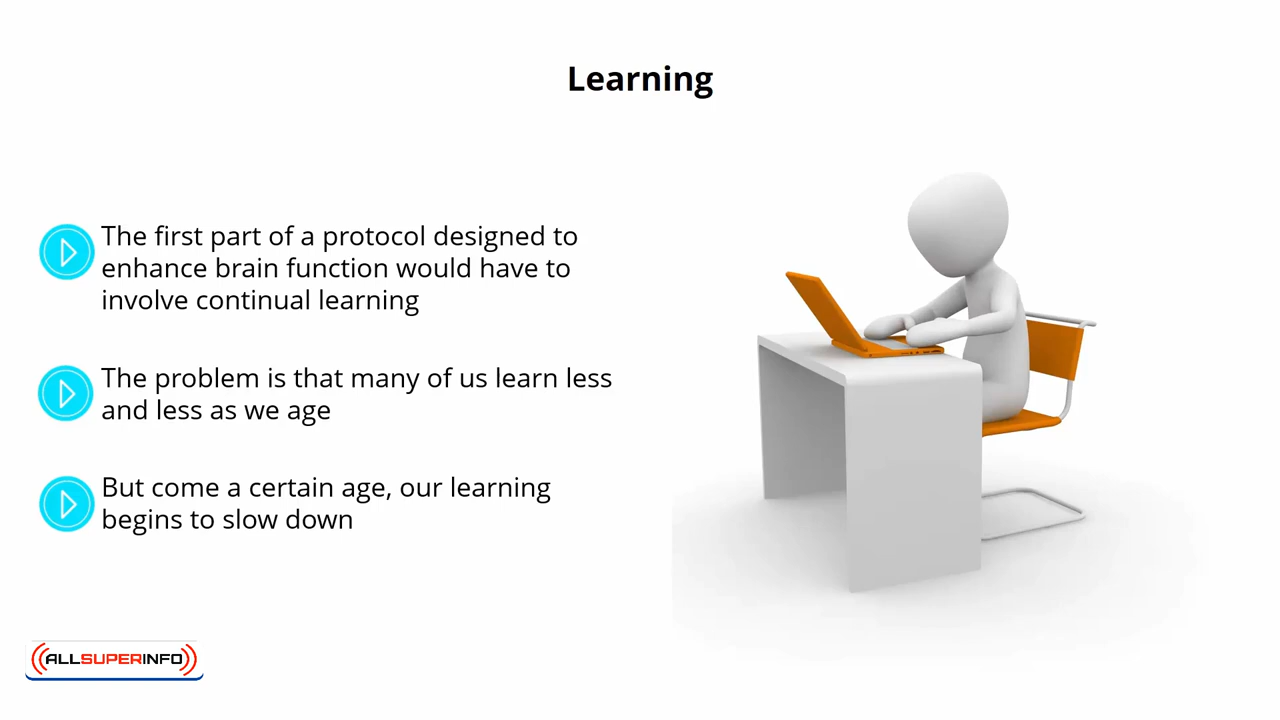 Learning
The first part of a protocol designed to
enhance brain function would have to
involve continual learning
The problem is that many of us learn less
and less as we age
But come a certain age, our learning
begins to slow down
ALLSUPERINFO